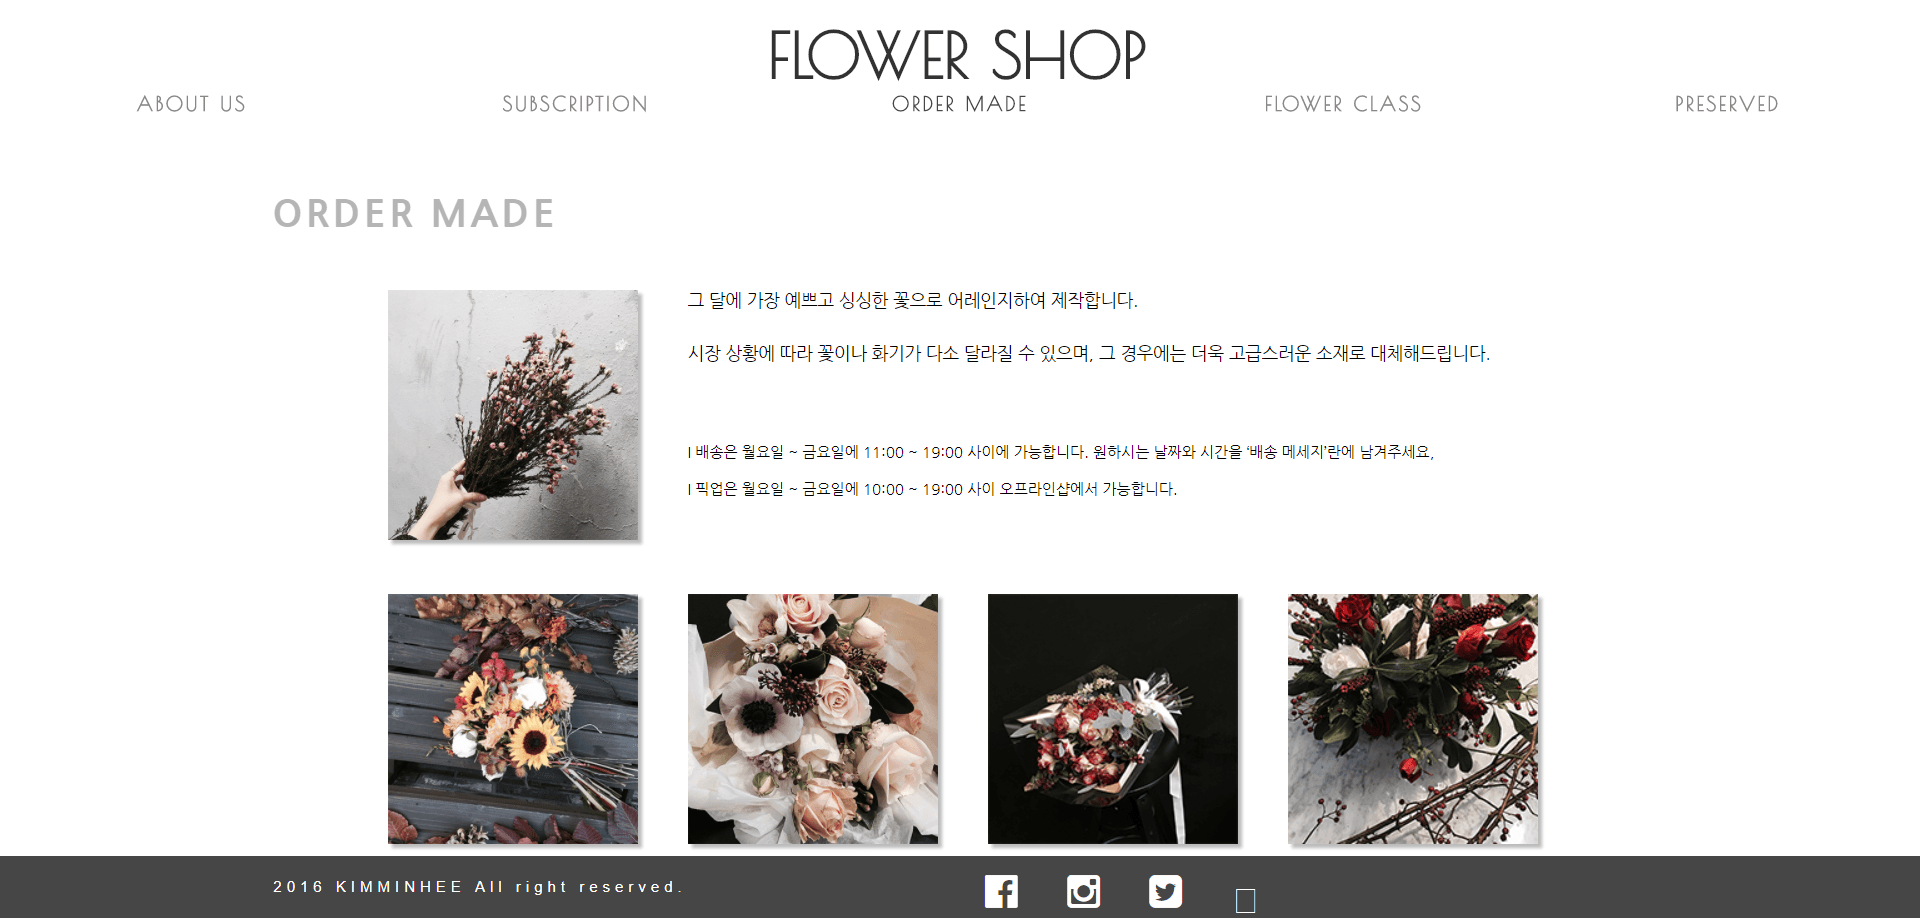 FLOWER SHOP
ABOUT US
SUBSCRIPTION
ORDER MADE
FLOWER CLASS
PRESERVED
ORDER MADE
그 달에 가장 예쁘고 싱싱한 꽃으로 어레인지하여 제작합니다.
시장 상황에 따라 꽃이나 화기가 다소 달라질 수 있으며, 그 경우에는 더욱 고급스러운 소재로 대체해드립니다.
I 배송은 월요일 ~ 금요일에 11:00 ~ 19:00 사이에 가능합니다. 원하시는 날짜와 시간을 ‘배송 메세지’란에 남겨주세요,
I 픽업은 월요일 ~ 금요일에 10:00 ~ 19:00 사이 오프라인샵에서 가능합니다.
2016 KIMMINHEE All right reserved.